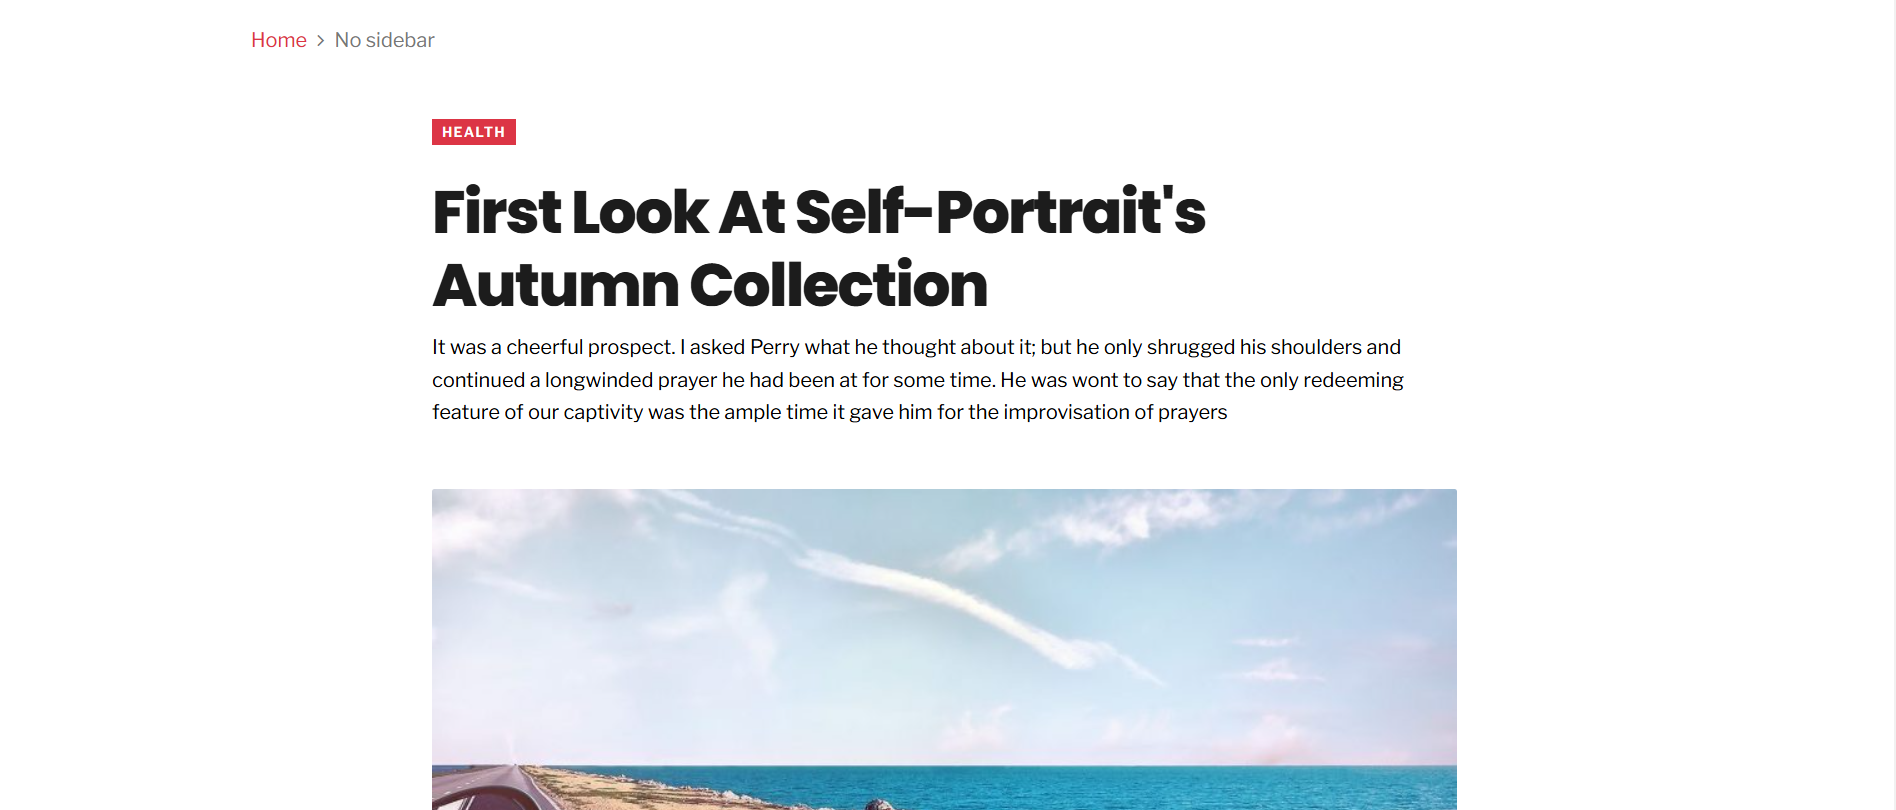 Home > No sidebar
HEALTH
First Look At Self-Portrait's
Autumn Collection
It was a cheerful prospect. I asked Perry what he thought about it; but he only shrugged his shoulders and
continued a longwinded prayer he had been at for some time. He was wont to say that the only redeeming
feature of our captivity was the ample time it gave him for the improvisation of prayers